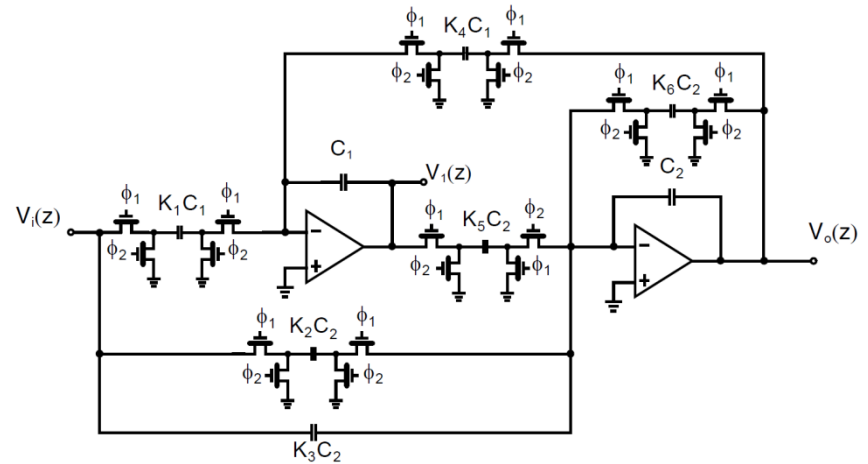 K₄C₁
ϕ₁ ϕ₁
ϕ₂ ϕ₂
ϕ₁ K₆C₂ ϕ₁
ϕ₂ ϕ₂
C₁
V₁(z)
C₂
Vᵢ(z) ϕ₁ K₁C₁ ϕ₁
ϕ₂ ϕ₂
ϕ₁ K₅C₂ ϕ₂
ϕ₂ ϕ₁
Vₒ(z)
− +
− +
ϕ₁ K₂C₂ ϕ₁
ϕ₂ ϕ₂
K₃C₂